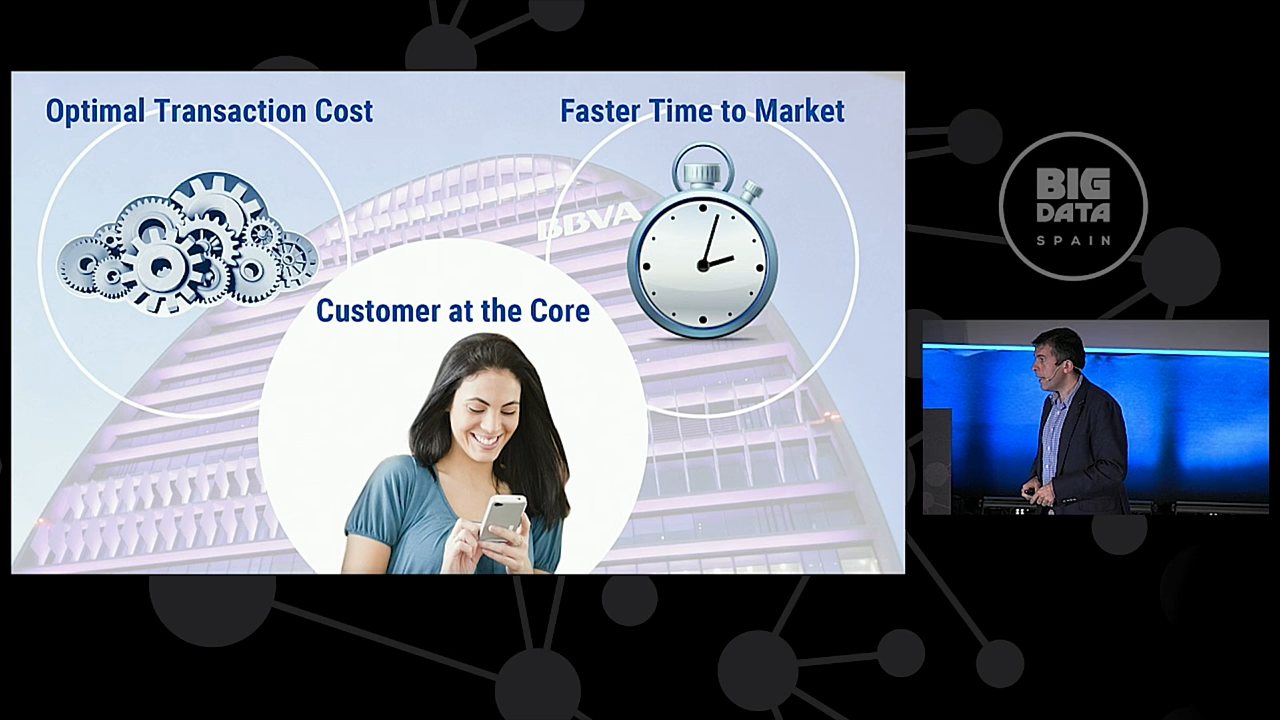 Optimal Transaction Cost
Faster Time to Market
BBVA
Customer at the Core
BIG
DATA
SPAIN